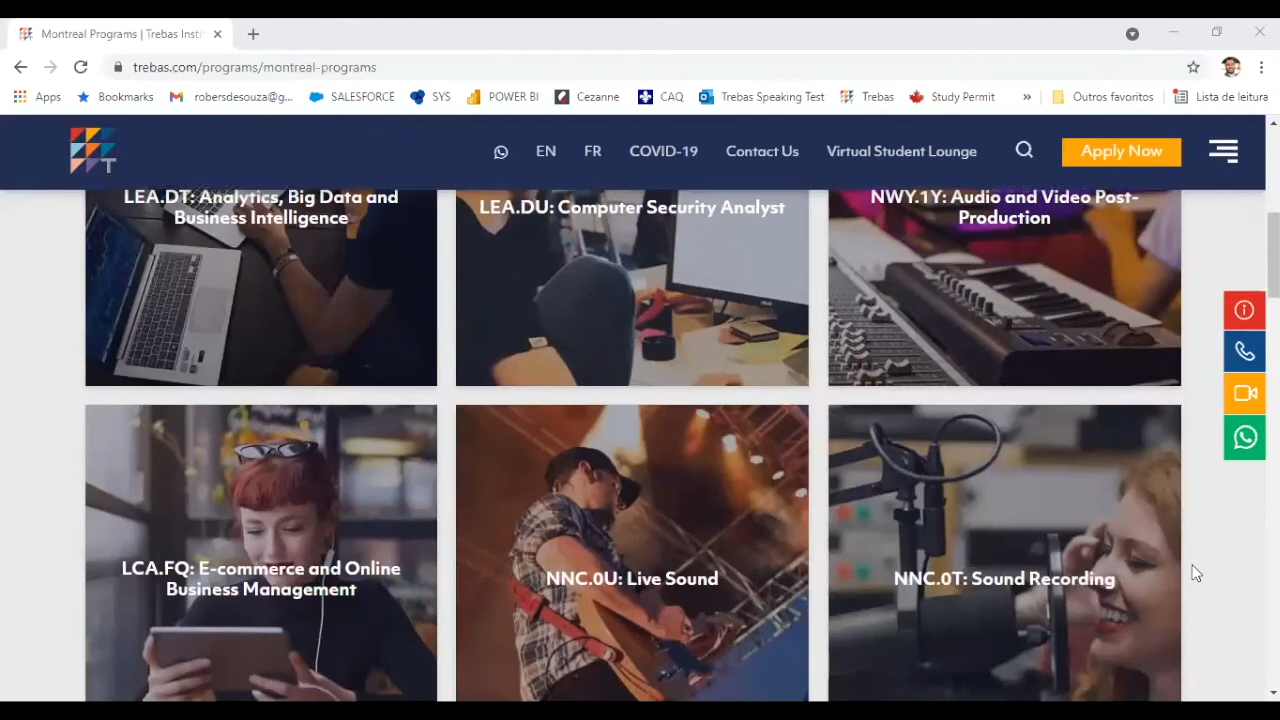 Montreal Programs | Trebas Insti
trebas.com/programs/montreal-programs
Apps Bookmarks robersdesouza@g... SALESFORCE SYS POWER BI Cezanne CAQ Trebas Speaking Test Trebas Study Permit » Outros favoritos Lista de leitura
T EN FR COVID-19 Contact Us Virtual Student Lounge Apply Now
LEA.DT: Analytics, Big Data and
Business Intelligence
LEA.DU: Computer Security Analyst
NWY.1Y: Audio and Video Post-
Production
LCA.FQ: E-commerce and Online
Business Management
NNC.0U: Live Sound
NNC.0T: Sound Recording